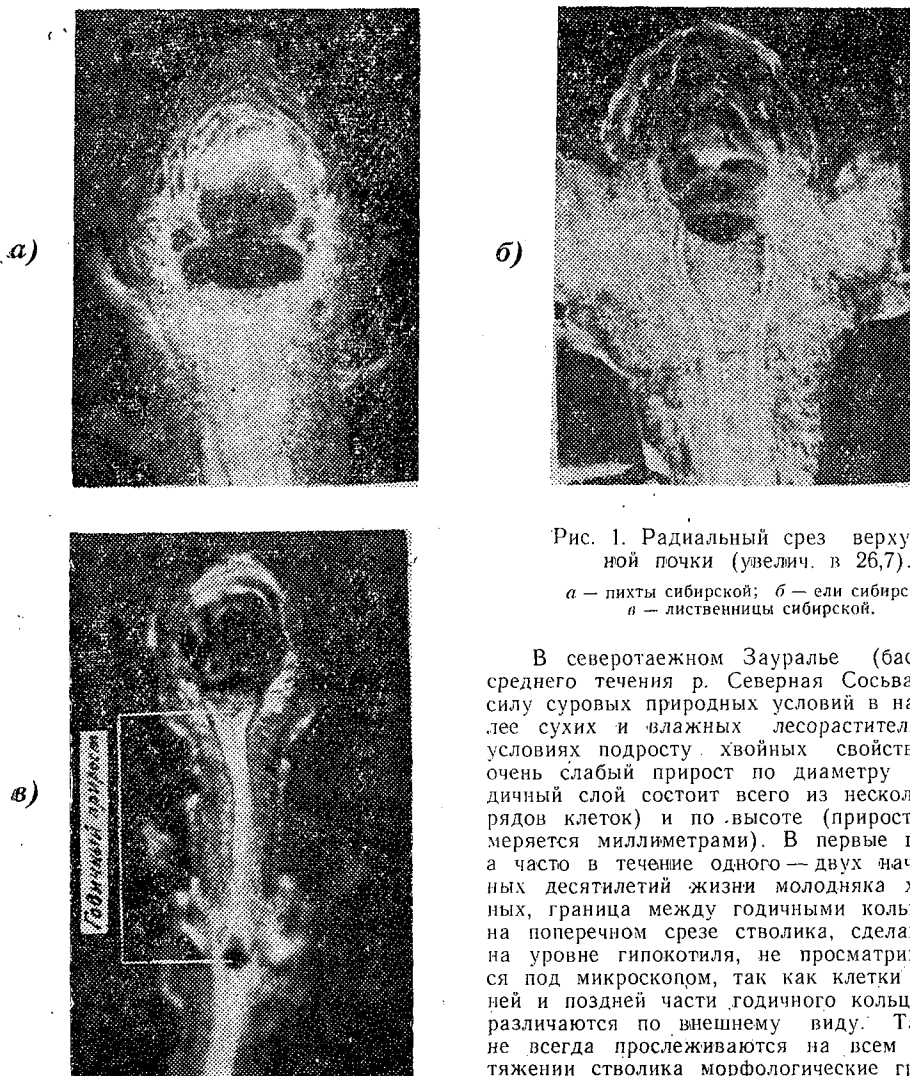 а)
б)
Рис. 1. Радиальный срез верху
ной почки (увелич. в 26,7).
а — пихты сибирской; б — ели сибирс
в — лиственницы сибирской.
в)
Годичный прирост
В северотаежном Зауралье (бас
среднего течения р. Северная Сосьва
силу суровых природных условий в на
лее сухих и влажных лесорастител
условиях подросту хвойных свойств
очень слабый прирост по диаметру
дичный слой состоит всего из нескол
рядов клеток) и по высоте (прирост
меряется миллиметрами). В первые г
а часто в течение одного — двух нач
ных десятилетий жизни молодняка х
ных, граница между годичными коль
на поперечном срезе стволика, сдела
на уровне гипокотиля, не просматри
ся под микроскопом, так как клетки
ней и поздней части годичного кольц
различаются по внешнему виду. Т
не всегда прослеживаются на всем
тяжении стволика морфологические г